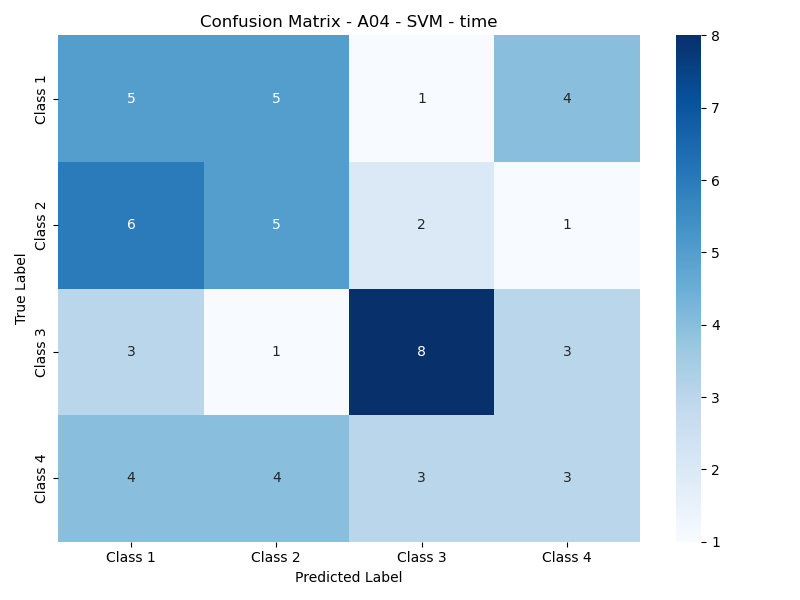 Confusion Matrix - A04 - SVM - time
True Label
Class 1
5 5 1 4
Class 2
6 5 2 1
Class 3
3 1 8 3
Class 4
4 4 3 3
Class 1 Class 2 Class 3 Class 4
Predicted Label
8
7
6
5
4
3
2
1